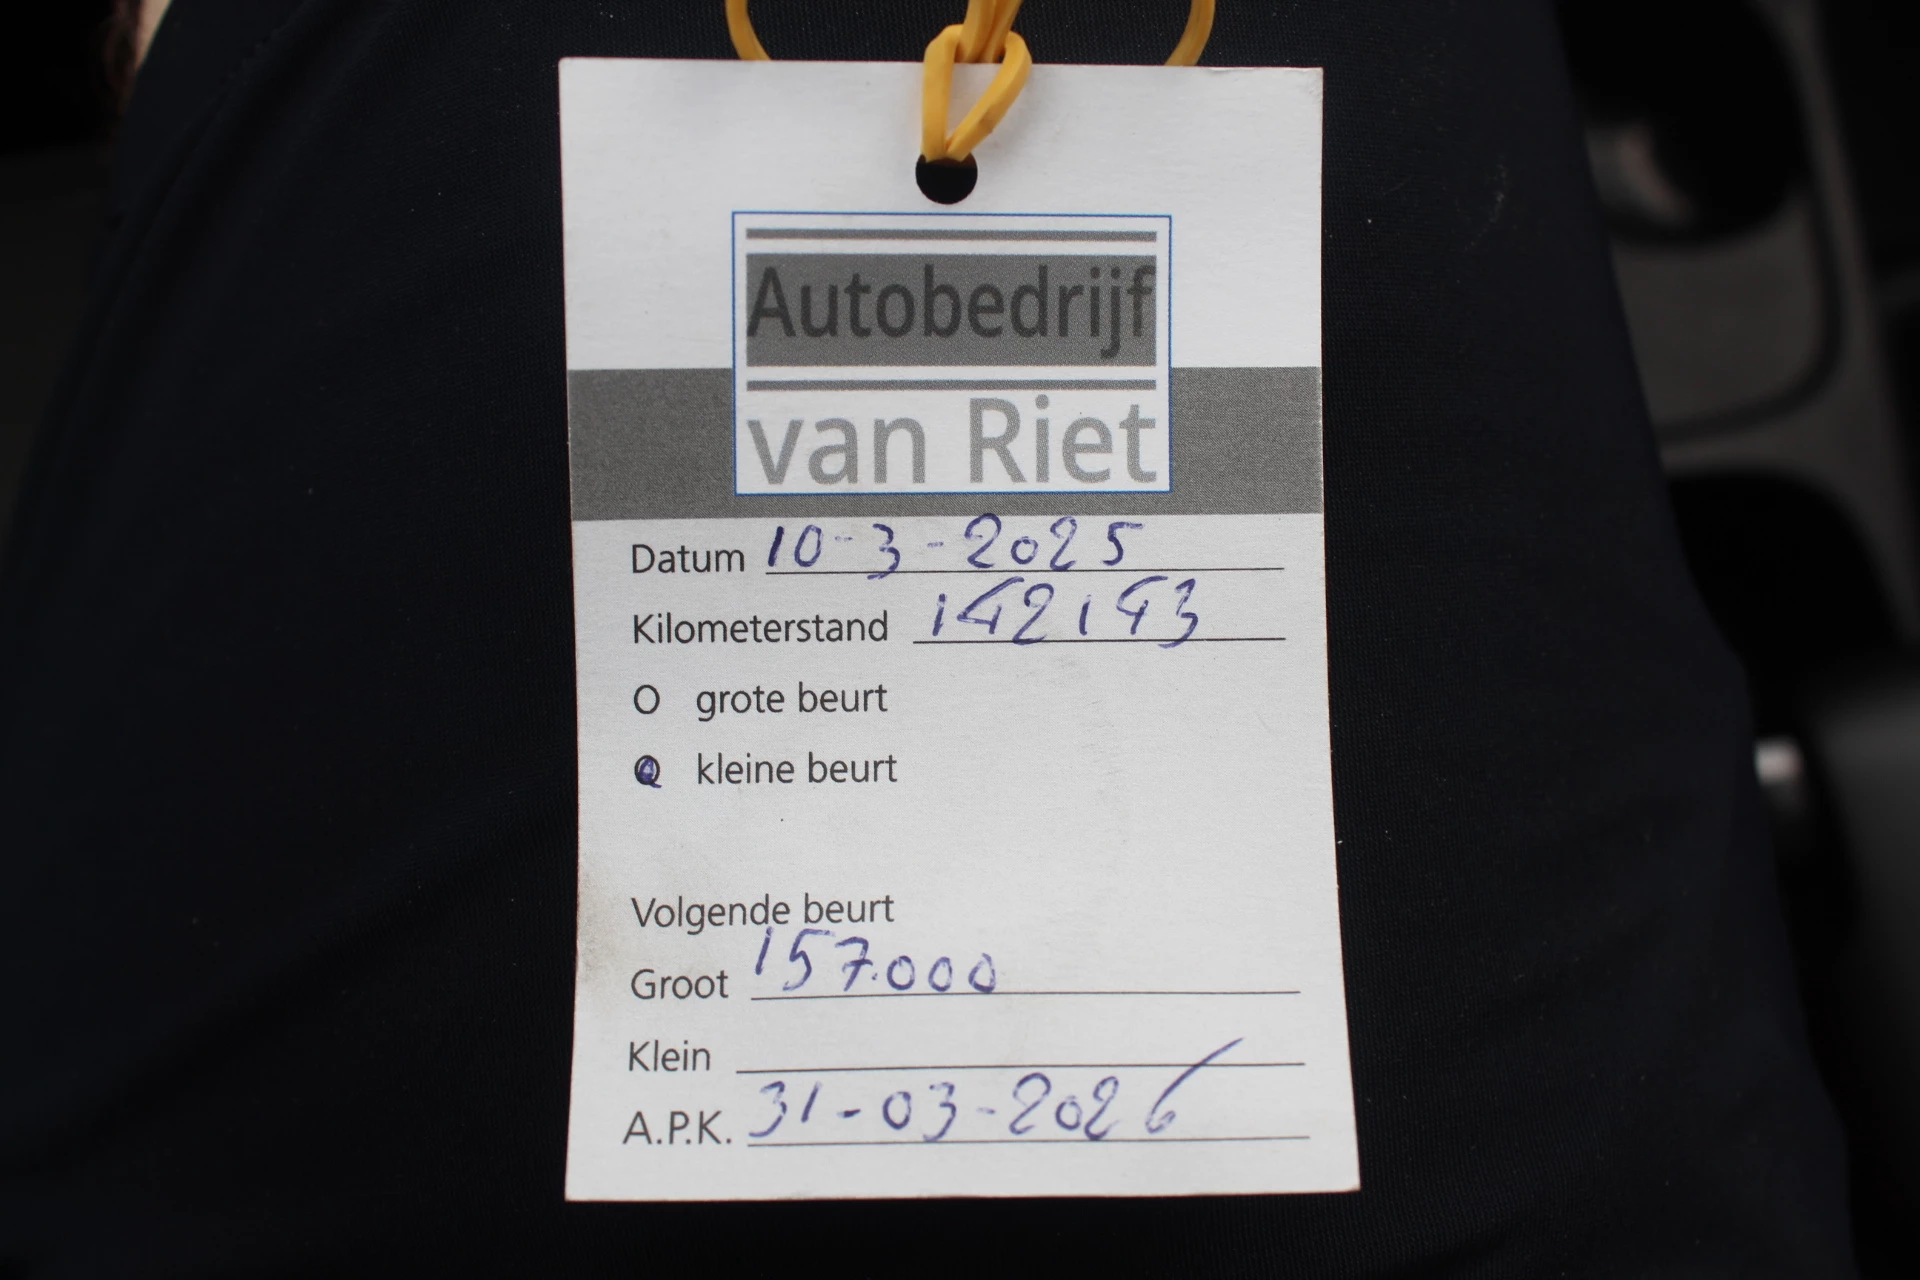 Autobedrijf
van Riet
Datum 10-3-2025
Kilometerstand 142143
O grote beurt
O kleine beurt
Volgende beurt
Groot 157.000
Klein
A.P.K. 31-03-2026